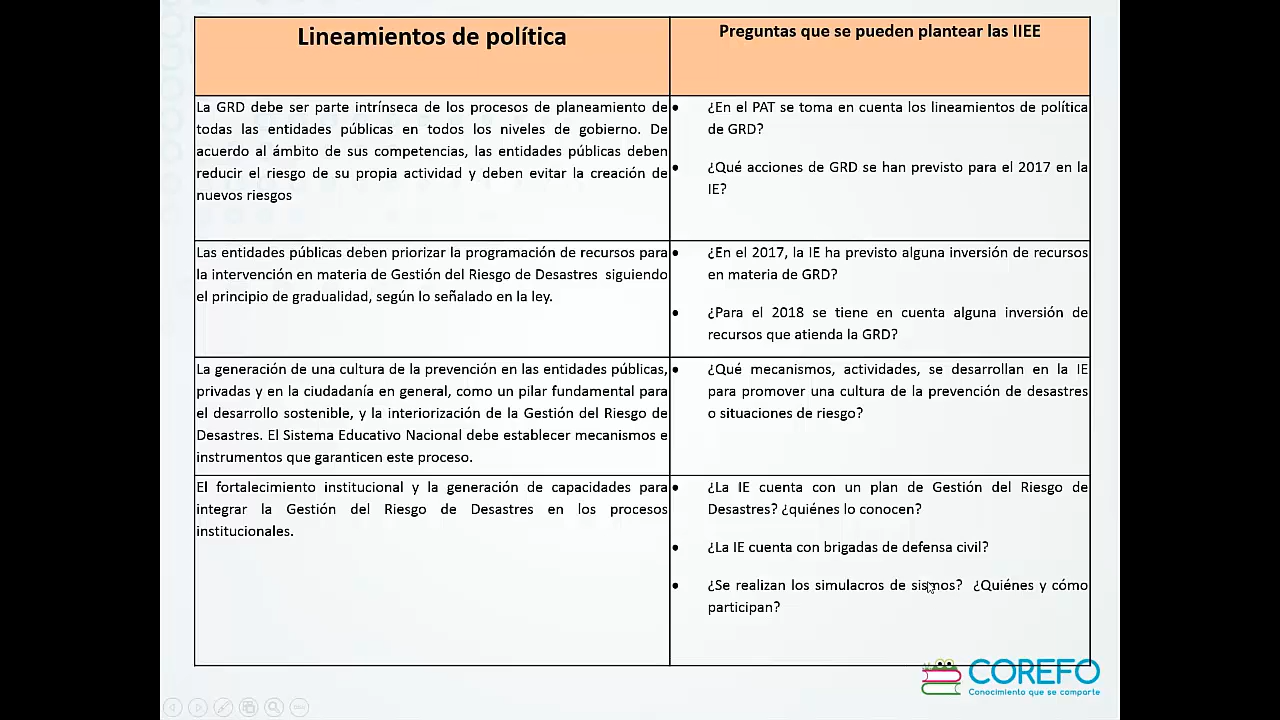 Lineamientos de política
Preguntas que se pueden plantear las IIEE
La GRD debe ser parte intrínseca de los procesos de planeamiento de
todas las entidades públicas en todos los niveles de gobierno. De
acuerdo al ámbito de sus competencias, las entidades públicas deben
reducir el riesgo de su propia actividad y deben evitar la creación de
nuevos riesgos
• ¿En el PAT se toma en cuenta los lineamientos de política
de GRD?
• ¿Qué acciones de GRD se han previsto para el 2017 en la
IE?
Las entidades públicas deben priorizar la programación de recursos para
la intervención en materia de Gestión del Riesgo de Desastres siguiendo
el principio de gradualidad, según lo señalado en la ley.
• ¿En el 2017, la IE ha previsto alguna inversión de recursos
en materia de GRD?
• ¿Para el 2018 se tiene en cuenta alguna inversión de
recursos que atienda la GRD?
La generación de una cultura de la prevención en las entidades públicas,
privadas y en la ciudadanía en general, como un pilar fundamental para
el desarrollo sostenible, y la interiorización de la Gestión del Riesgo de
Desastres. El Sistema Educativo Nacional debe establecer mecanismos e
instrumentos que garanticen este proceso.
• ¿Qué mecanismos, actividades, se desarrollan en la IE
para promover una cultura de la prevención de desastres
o situaciones de riesgo?
El fortalecimiento institucional y la generación de capacidades para
integrar la Gestión del Riesgo de Desastres en los procesos
institucionales.
• ¿La IE cuenta con un plan de Gestión del Riesgo de
Desastres? ¿quiénes lo conocen?
• ¿La IE cuenta con brigadas de defensa civil?
• ¿Se realizan los simulacros de sismos? ¿Quiénes y cómo
participan?
COREFO
Conocimiento que se comparte